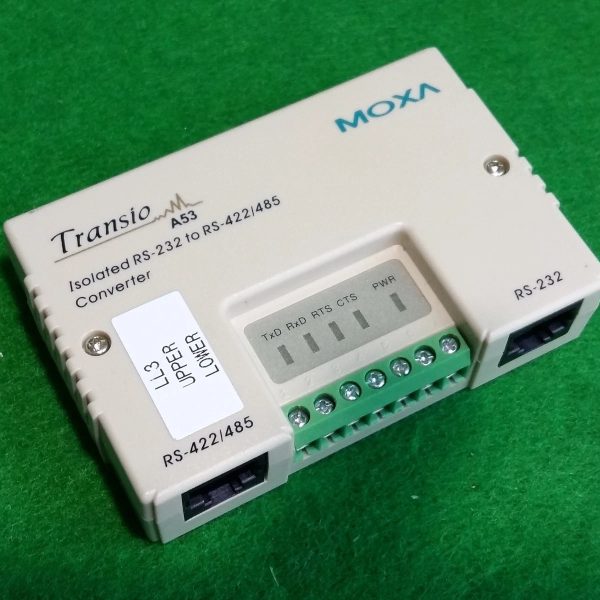 MOXA
Transio
A53
Isolated RS-232 to RS-422/485
Converter
TxD RxD RTS CTS PWR
RS-232
LL3
UPPER
LOWER
RS-422/485